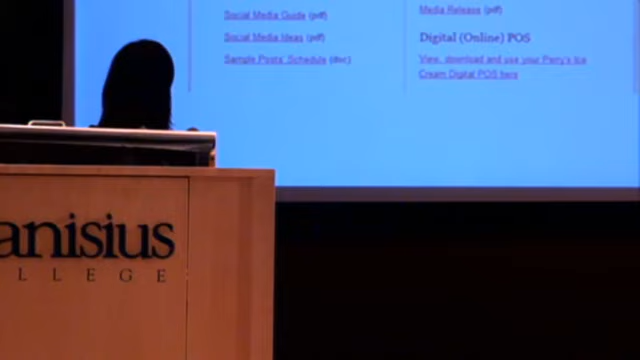 Social Media Guide (pdf)
Social Media Ideas (pdf)
Sample Posts' Schedule (doc)
Media Release (pdf)
Digital (Online) POS
View, download and use your Perry's Ice
Cream Digital POS here
anisius
LLEGE